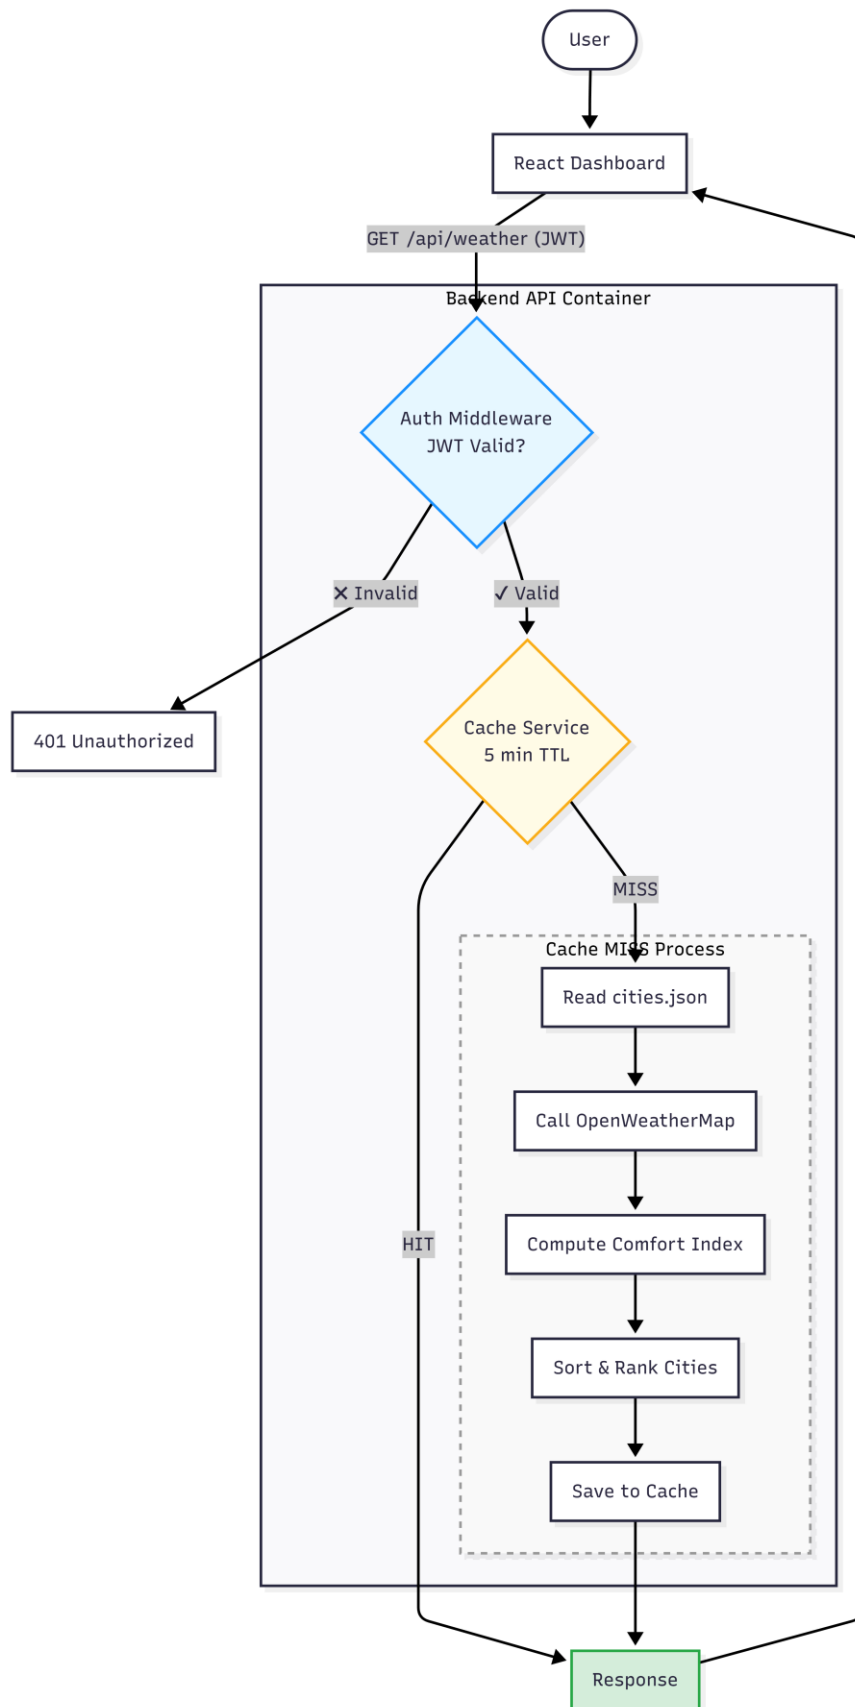 User
React Dashboard
GET /api/weather (JWT)
Backend API Container
Auth Middleware
JWT Valid?
❌ Invalid
✓ Valid
401 Unauthorized
Cache Service
5 min TTL
MISS
Cache MISS Process
Read cities.json
Call OpenWeatherMap
HIT
Compute Comfort Index
Sort & Rank Cities
Save to Cache
Response